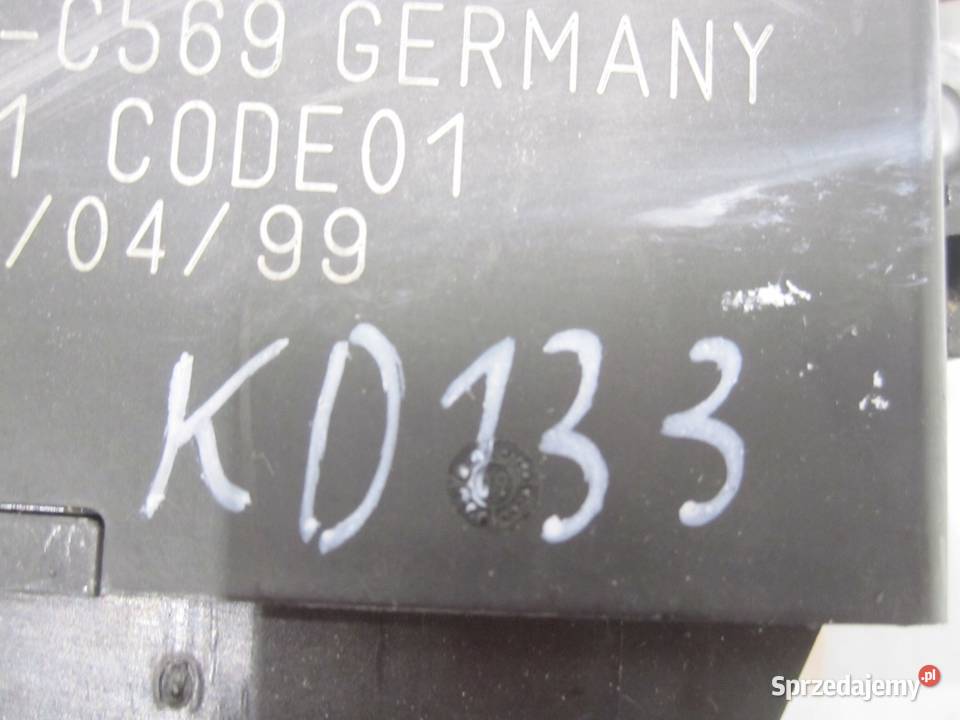 -C569 GERMANY
1 CODE01
/04/99
KD133
Sprzedajemy.pl